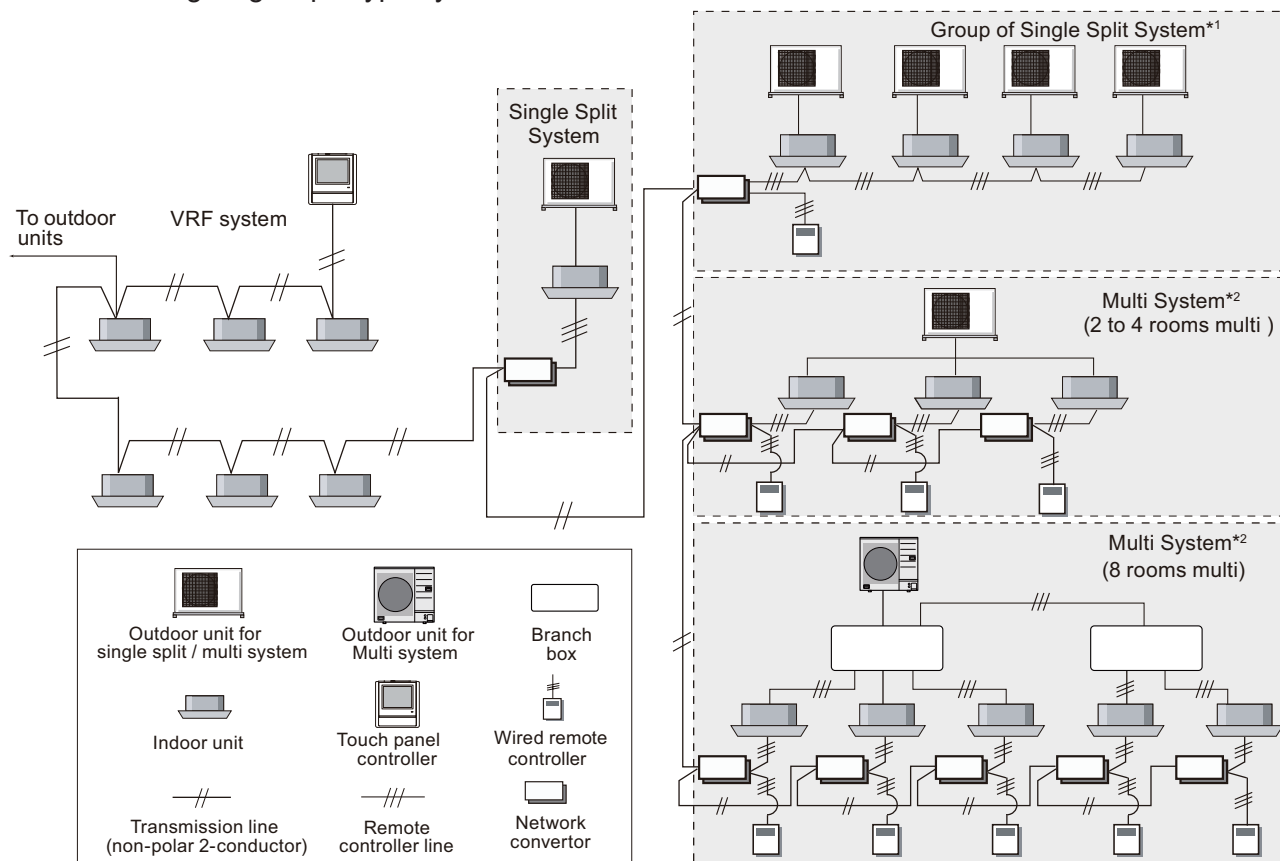 Group of Single Split System*1
Single Split
System
To outdoor
units
VRF system
Multi System*2
(2 to 4 rooms multi )
Multi System*2
(8 rooms multi)
Outdoor unit for
single split / multi system
Outdoor unit for
Multi system
Branch
box
Indoor unit
Touch panel
controller
Wired remote
controller
Transmission line
(non-polar 2-conductor)
Remote
controller line
Network
convertor